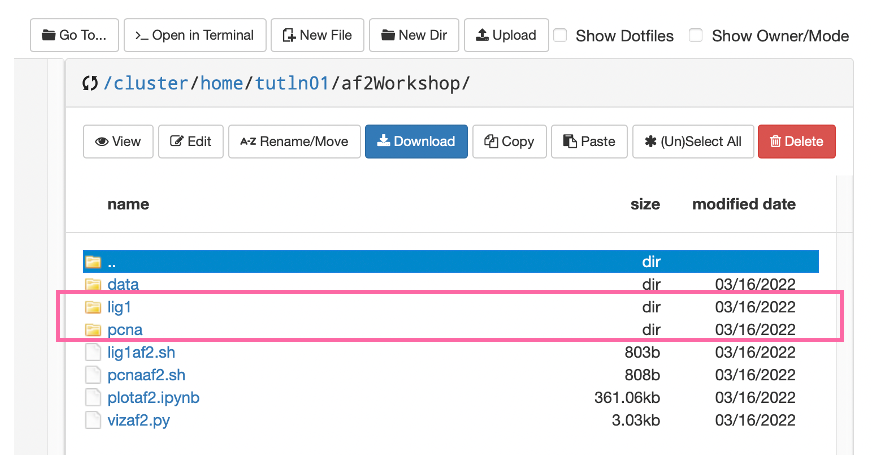 Go To... >_ Open in Terminal New File New Dir Upload Show Dotfiles Show Owner/Mode
/cluster/home/tutln01/af2Workshop/
View Edit A-Z Rename/Move Download Copy Paste (Un)Select All Delete
name size modified date
.. dir
data dir 03/16/2022
lig1 dir 03/16/2022
pcna dir 03/16/2022
lig1af2.sh 803b 03/16/2022
pcnaaf2.sh 808b 03/16/2022
plotaf2.ipynb 361.06kb 03/16/2022
vizaf2.py 3.03kb 03/16/2022